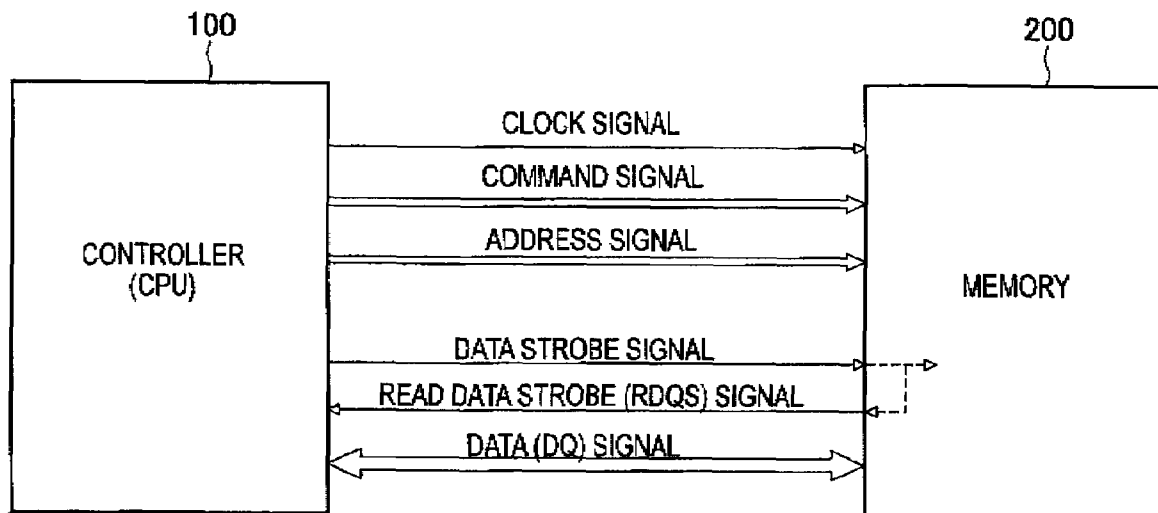 100
200
CLOCK SIGNAL
COMMAND SIGNAL
ADDRESS SIGNAL
CONTROLLER
(CPU)
MEMORY
DATA STROBE SIGNAL
READ DATA STROBE (RDQS) SIGNAL
DATA (DQ) SIGNAL